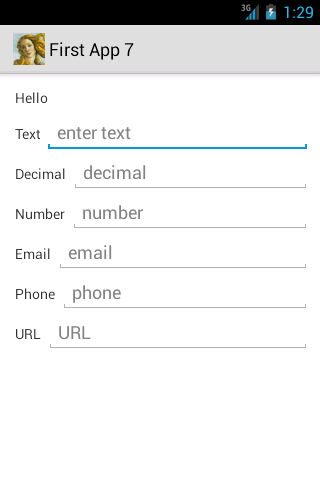 3G 1:29
First App 7
Hello
Text enter text
Decimal decimal
Number number
Email email
Phone phone
URL URL